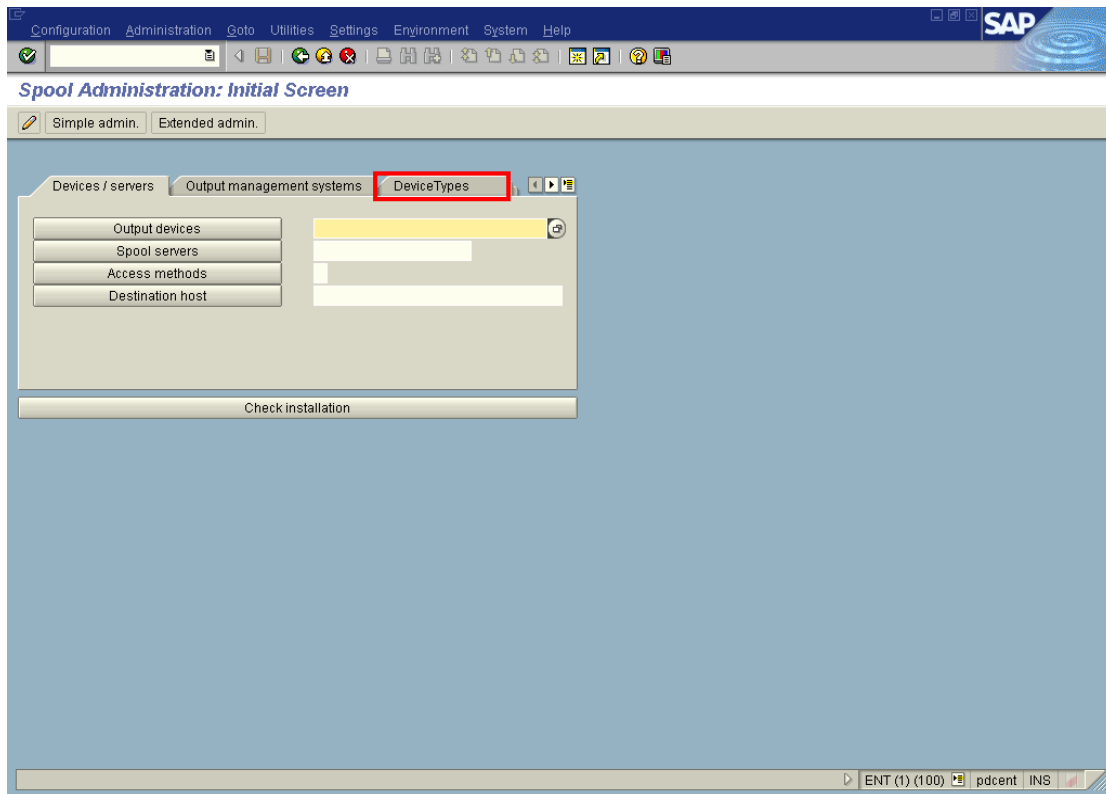 Configuration Administration Goto Utilities Settings Environment System Help
SAP
Spool Administration: Initial Screen
Simple admin. Extended admin.
Devices / servers Output management systems DeviceTypes
Output devices
Spool servers
Access methods
Destination host
Check installation
ENT (1) (100) pdcent INS